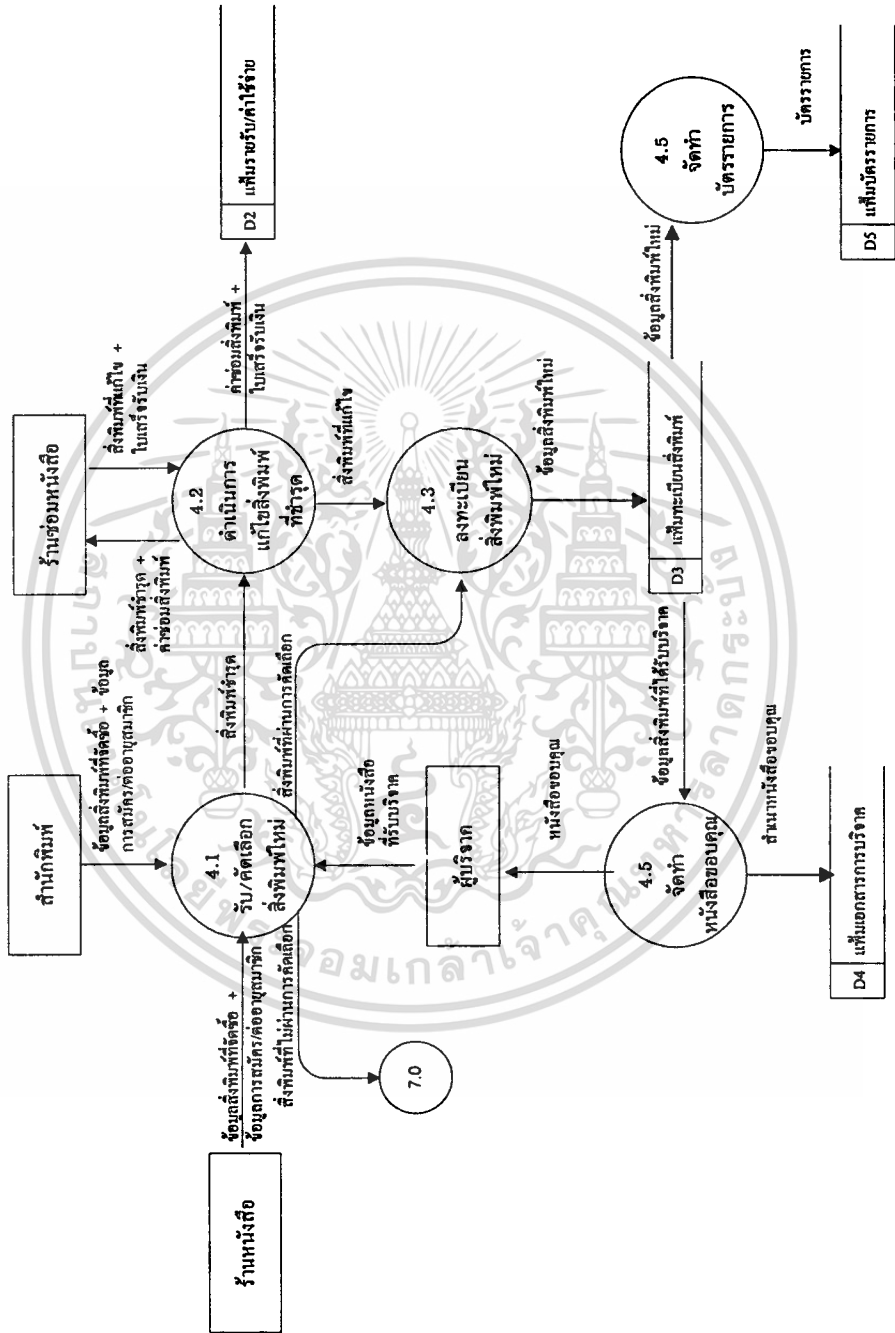 ร้านหนังสือ
ข้อมูลสิ่งพิมพ์ที่จัดซื้อ +
ข้อมูลการสมัคร/ต่ออายุสมาชิก
สิ่งพิมพ์ที่ไม่ผ่านการคัดเลือก
7.0
สำนักพิมพ์
ข้อมูลสิ่งพิมพ์ที่จัดซื้อ + ข้อมูล
การสมัคร/ต่ออายุสมาชิก
4.1
รับ/คัดเลือก
สิ่งพิมพ์ใหม่
ข้อมูลหนังสือ
ที่รับบริจาค
ผู้บริจาค
หนังสือขอบคุณ
4.5
จัดทำ
หนังสือขอบคุณ
สำเนาหนังสือขอบคุณ
D4 แฟ้มเอกสารการบริจาค
สิ่งพิมพ์ชำรุด
สิ่งพิมพ์ที่ผ่านการคัดเลือก
ร้านซ่อมหนังสือ
สิ่งพิมพ์ชำรุด +
ค่าซ่อมสิ่งพิมพ์
สิ่งพิมพ์ที่แก้ไข +
ใบเสร็จรับเงิน
4.2
ดำเนินการ
แก้ไขสิ่งพิมพ์
ที่ชำรุด
สิ่งพิมพ์ที่แก้ไข
ค่าซ่อมสิ่งพิมพ์ +
ใบเสร็จรับเงิน
D2 แฟ้มรายรับ/ค่าใช้จ่าย
4.3
ลงทะเบียน
สิ่งพิมพ์ใหม่
ข้อมูลสิ่งพิมพ์ใหม่
D3 แฟ้มทะเบียนสิ่งพิมพ์
ข้อมูลสิ่งพิมพ์ที่ได้รับบริจาค
ข้อมูลสิ่งพิมพ์ใหม่
4.5
จัดทำ
บัตรรายการ
บัตรรายการ
D5 แฟ้มบัตรรายการ